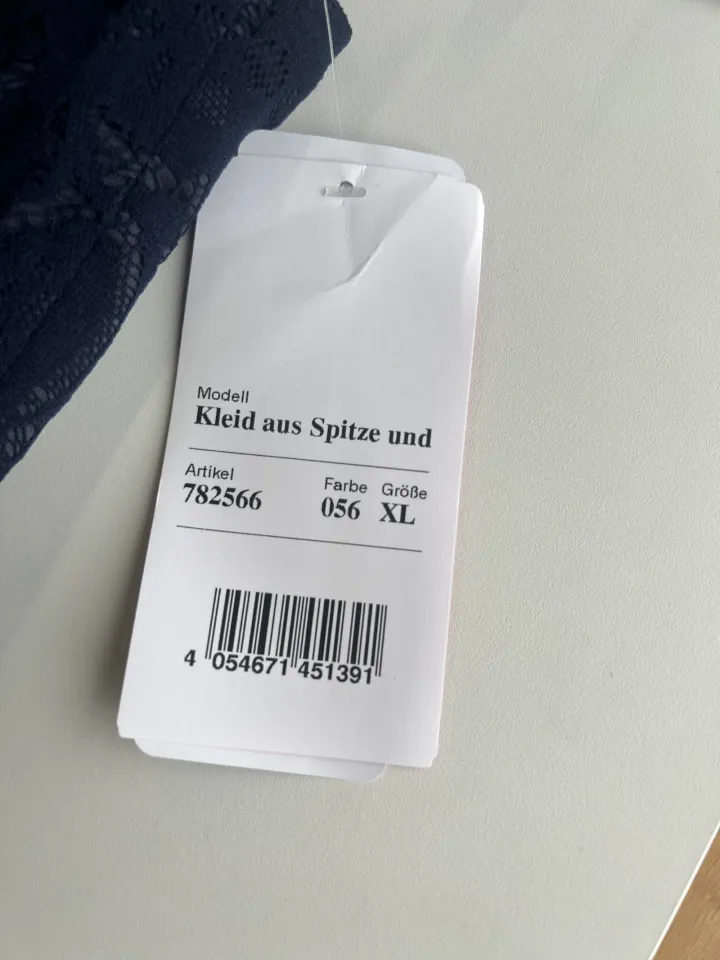 Modell
Kleid aus Spitze und
Artikel Farbe Größe
782566 056 XL
4 054671 451391